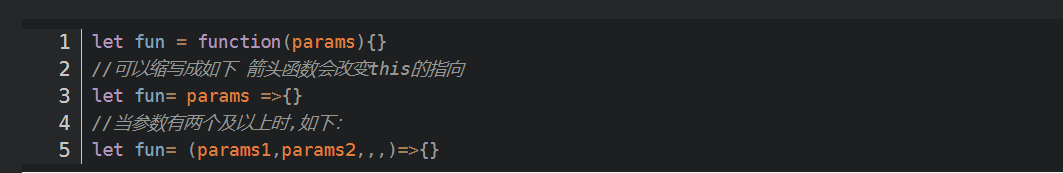 1 let fun = function(params){}
2 //可以缩写成如下 箭头函数会改变this的指向
3 let fun= params =>{}
4 //当参数有两个及以上时,如下:
5 let fun= (params1,params2,,,)=>{}